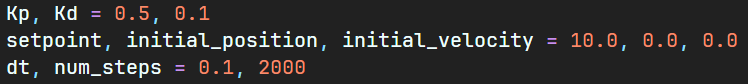 Kp, Kd = 0.5, 0.1
setpoint, initial_position, initial_velocity = 10.0, 0.0, 0.0
dt, num_steps = 0.1, 2000